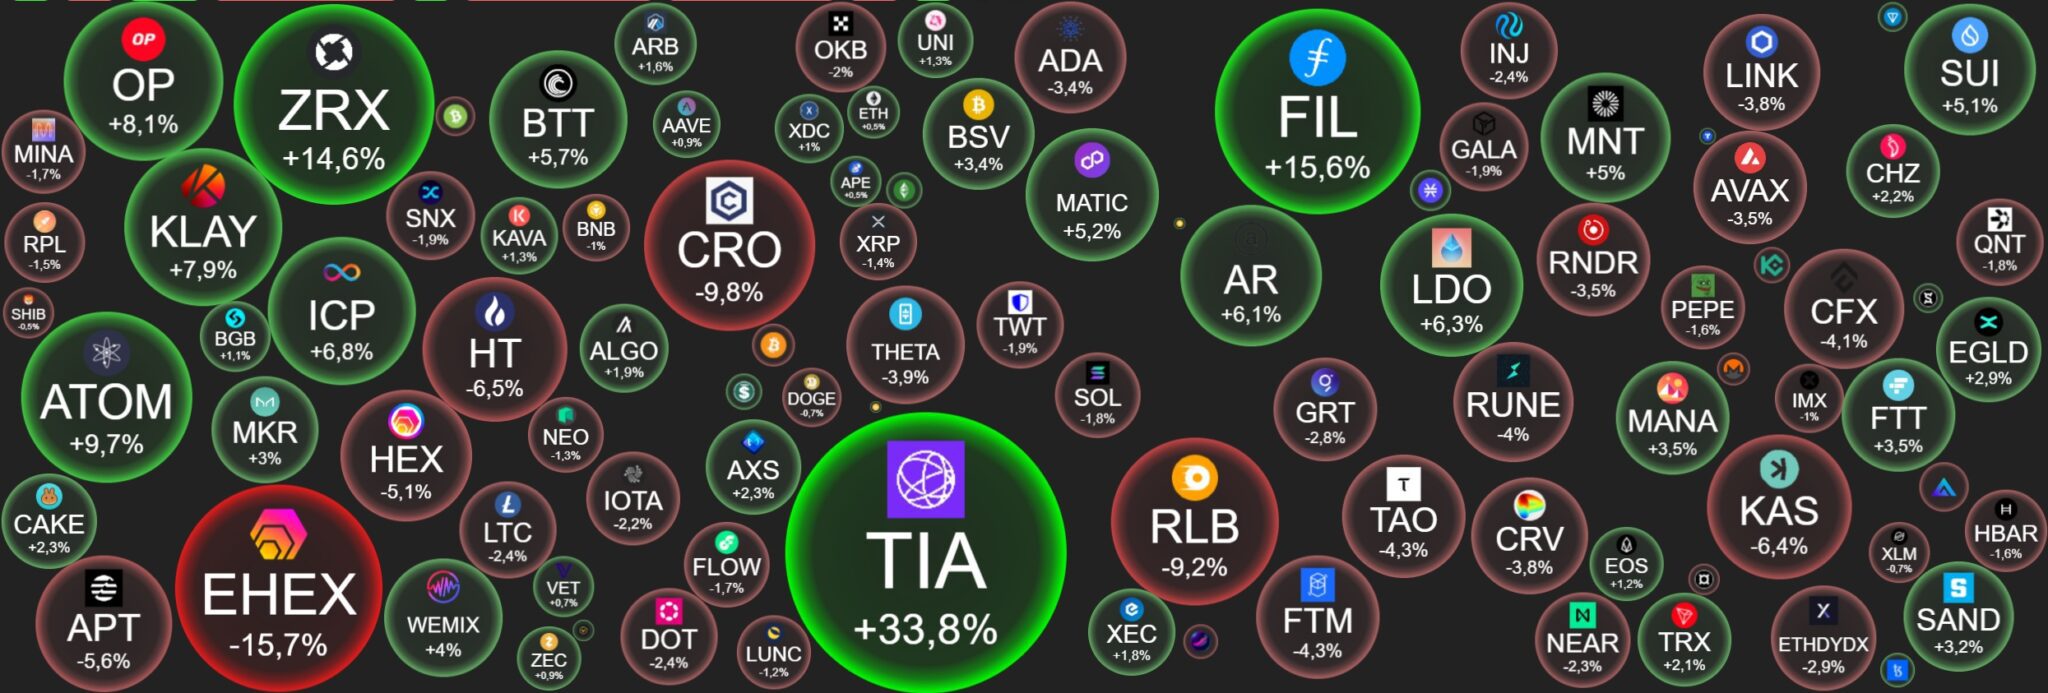 OP
+8,1%
ZRX
+14,6%
BTT
+5,7%
ARB
+1,6%
AAVE
+0,9%
OKB
-2%
UNI
+1,3%
ADA
-3,4%
XDC
+1%
ETH
+0,5%
BSV
+3,4%
APE
+0,5%
MATIC
+5,2%
FIL
+15,6%
INJ
-2,4%
GALA
-1,9%
MNT
+5%
LINK
-3,8%
AVAX
-3,5%
SUI
+5,1%
CHZ
+2,2%
QNT
-1,8%
MINA
-1,7%
RPL
-1,5%
SHIB
-0,5%
KLAY
+7,9%
SNX
-1,9%
KAVA
+1,3%
BNB
-1%
CRO
-9,8%
XRP
-1,4%
AR
+6,1%
LDO
+6,3%
RNDR
-3,5%
PEPE
-1,6%
CFX
-4,1%
EGLD
+2,9%
BGB
+1,1%
ICP
+6,8%
HT
-6,5%
ALGO
+1,9%
THETA
-3,9%
TWT
-1,9%
SOL
-1,8%
DOGE
-0,7%
ATOM
+9,7%
MKR
+3%
HEX
-5,1%
NEO
-1,3%
IOTA
-2,2%
AXS
+2,3%
TIA
+33,8%
GRT
-2,8%
RUNE
-4%
MANA
+3,5%
IMX
-1%
FTT
+3,5%
CAKE
+2,3%
APT
-5,6%
EHEX
-15,7%
WEMIX
+4%
LTC
-2,4%
VET
+0,7%
ZEC
+0,9%
FLOW
-1,7%
DOT
-2,4%
LUNC
-1,2%
RLB
-9,2%
XEC
+1,8%
FTM
-4,3%
TAO
-4,3%
CRV
-3,8%
EOS
+1,2%
NEAR
-2,3%
TRX
+2,1%
KAS
-6,4%
ETHDYDX
-2,9%
XLM
-0,7%
HBAR
-1,6%
SAND
+3,2%